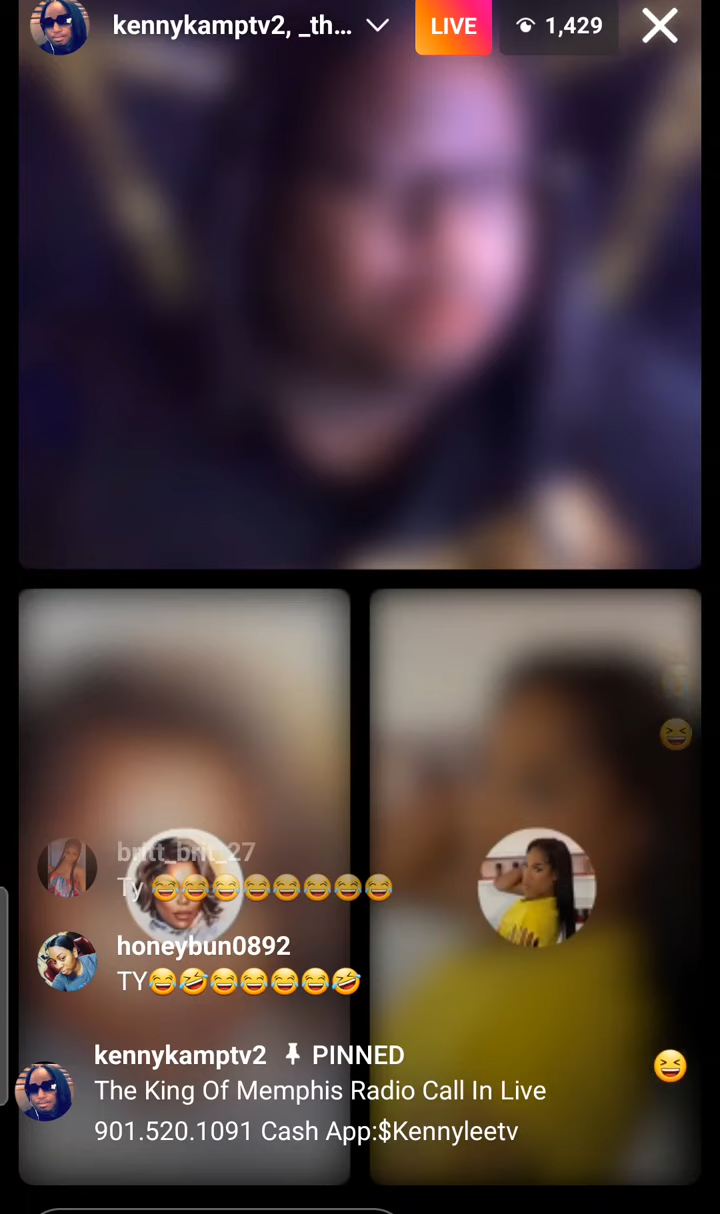 kennykamptv2, _th...
LIVE
1,429
britt_brit_27
Ty 😂😂😂😂😂😂😂😂
honeybun0892
TY😂🤣😂😂😂😂🤣
kennykamptv2 📌 PINNED
The King Of Memphis Radio Call In Live
901.520.1091 Cash App:$Kennyleetv